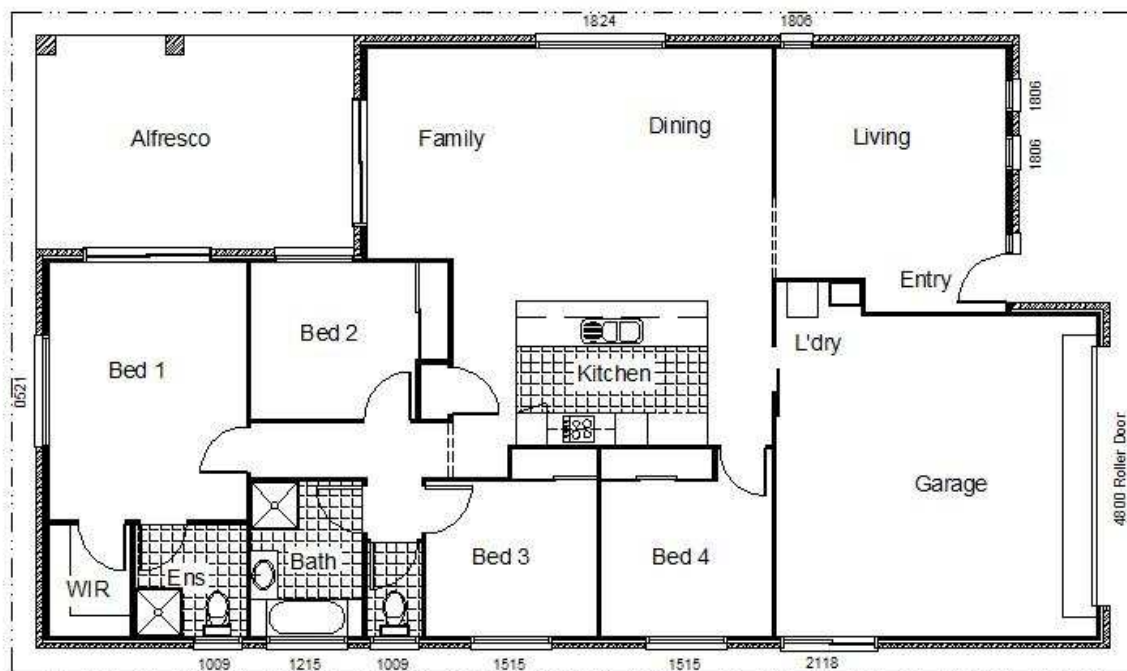 1824
1806
1806
1806
Alfresco
Family
Dining
Living
Entry
L'dry
Bed 2
Kitchen
Bed 1
0521
4800 Roller Door
Garage
Bed 3
Bed 4
Bath
Ens
WIR
1009
1215
1009
1515
1515
2118